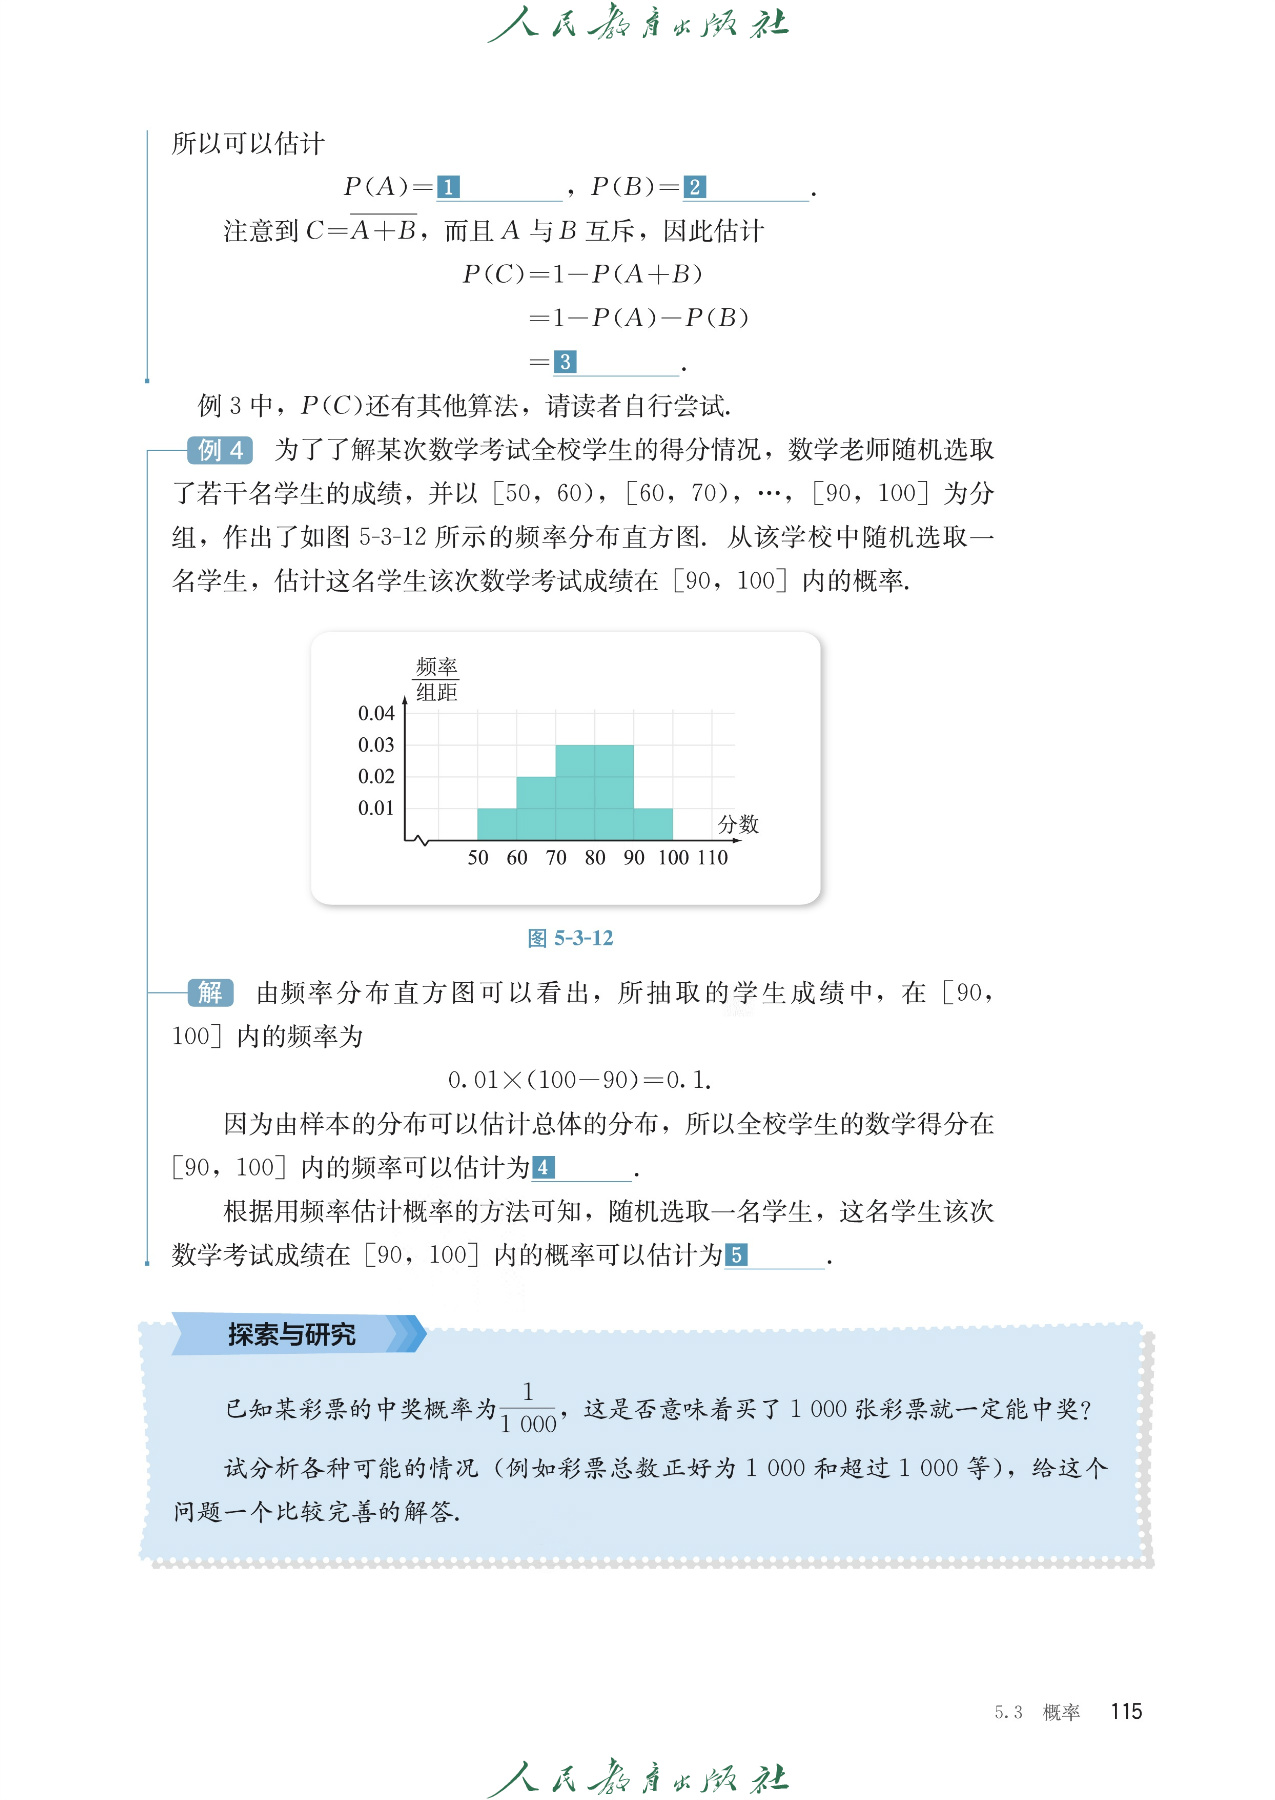 人民教育出版社
所以可以估计
P(A)=1 ，P(B)=2 .
注意到 C=\overline{A+B}，而且 A 与 B 互斥，因此估计
P(C)=1−P(A+B)
=1−P(A)−P(B)
=3 .
例 3 中，P(C)还有其他算法，请读者自行尝试.
例 4 为了了解某次数学考试全校学生的得分情况，数学老师随机选取
了若干名学生的成绩，并以［50，60），［60，70），…，［90，100］为分
组，作出了如图 5-3-12 所示的频率分布直方图．从该学校中随机选取一
名学生，估计这名学生该次数学考试成绩在［90，100］内的概率.
频率
组距
0.04
0.03
0.02
0.01
分数
50 60 70 80 90 100 110
图 5-3-12
解 由频率分布直方图可以看出，所抽取的学生成绩中，在［90，
100］内的频率为
0.01×(100−90)=0.1.
因为由样本的分布可以估计总体的分布，所以全校学生的数学得分在
［90，100］内的频率可以估计为4 .
根据用频率估计概率的方法可知，随机选取一名学生，这名学生该次
数学考试成绩在［90，100］内的概率可以估计为5 .
探索与研究
已知某彩票的中奖概率为1/1 000，这是否意味着买了 1 000 张彩票就一定能中奖？
试分析各种可能的情况（例如彩票总数正好为 1 000 和超过 1 000 等），给这个
问题一个比较完善的解答.
5.3 概率 115
人民教育出版社